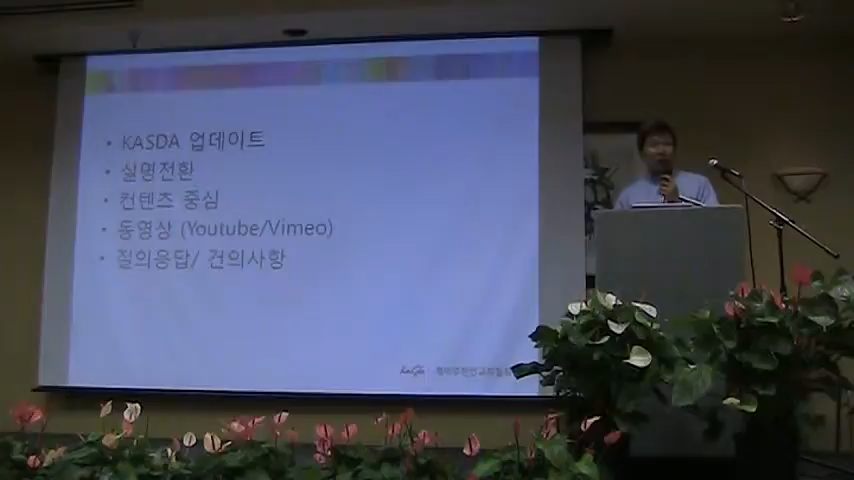 • KASDA 업데이트
• 실명전환
• 컨텐츠 중심
• 동영상 (Youtube/Vimeo)
• 질의응답/ 건의사항